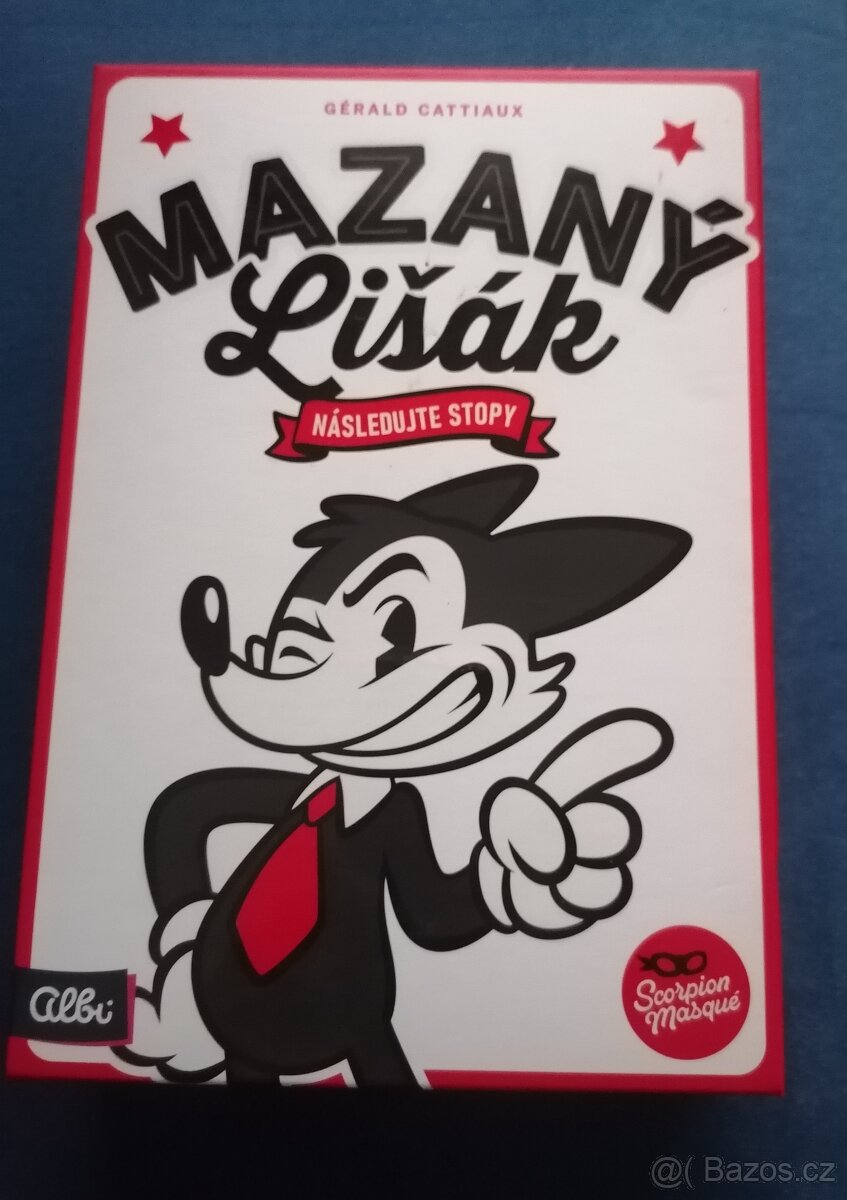 GÉRALD CATTIAUX
MAZANÝ
Lišák
NÁSLEDUJTE STOPY
albi
Scorpion
Masqué
@( Bazos.cz